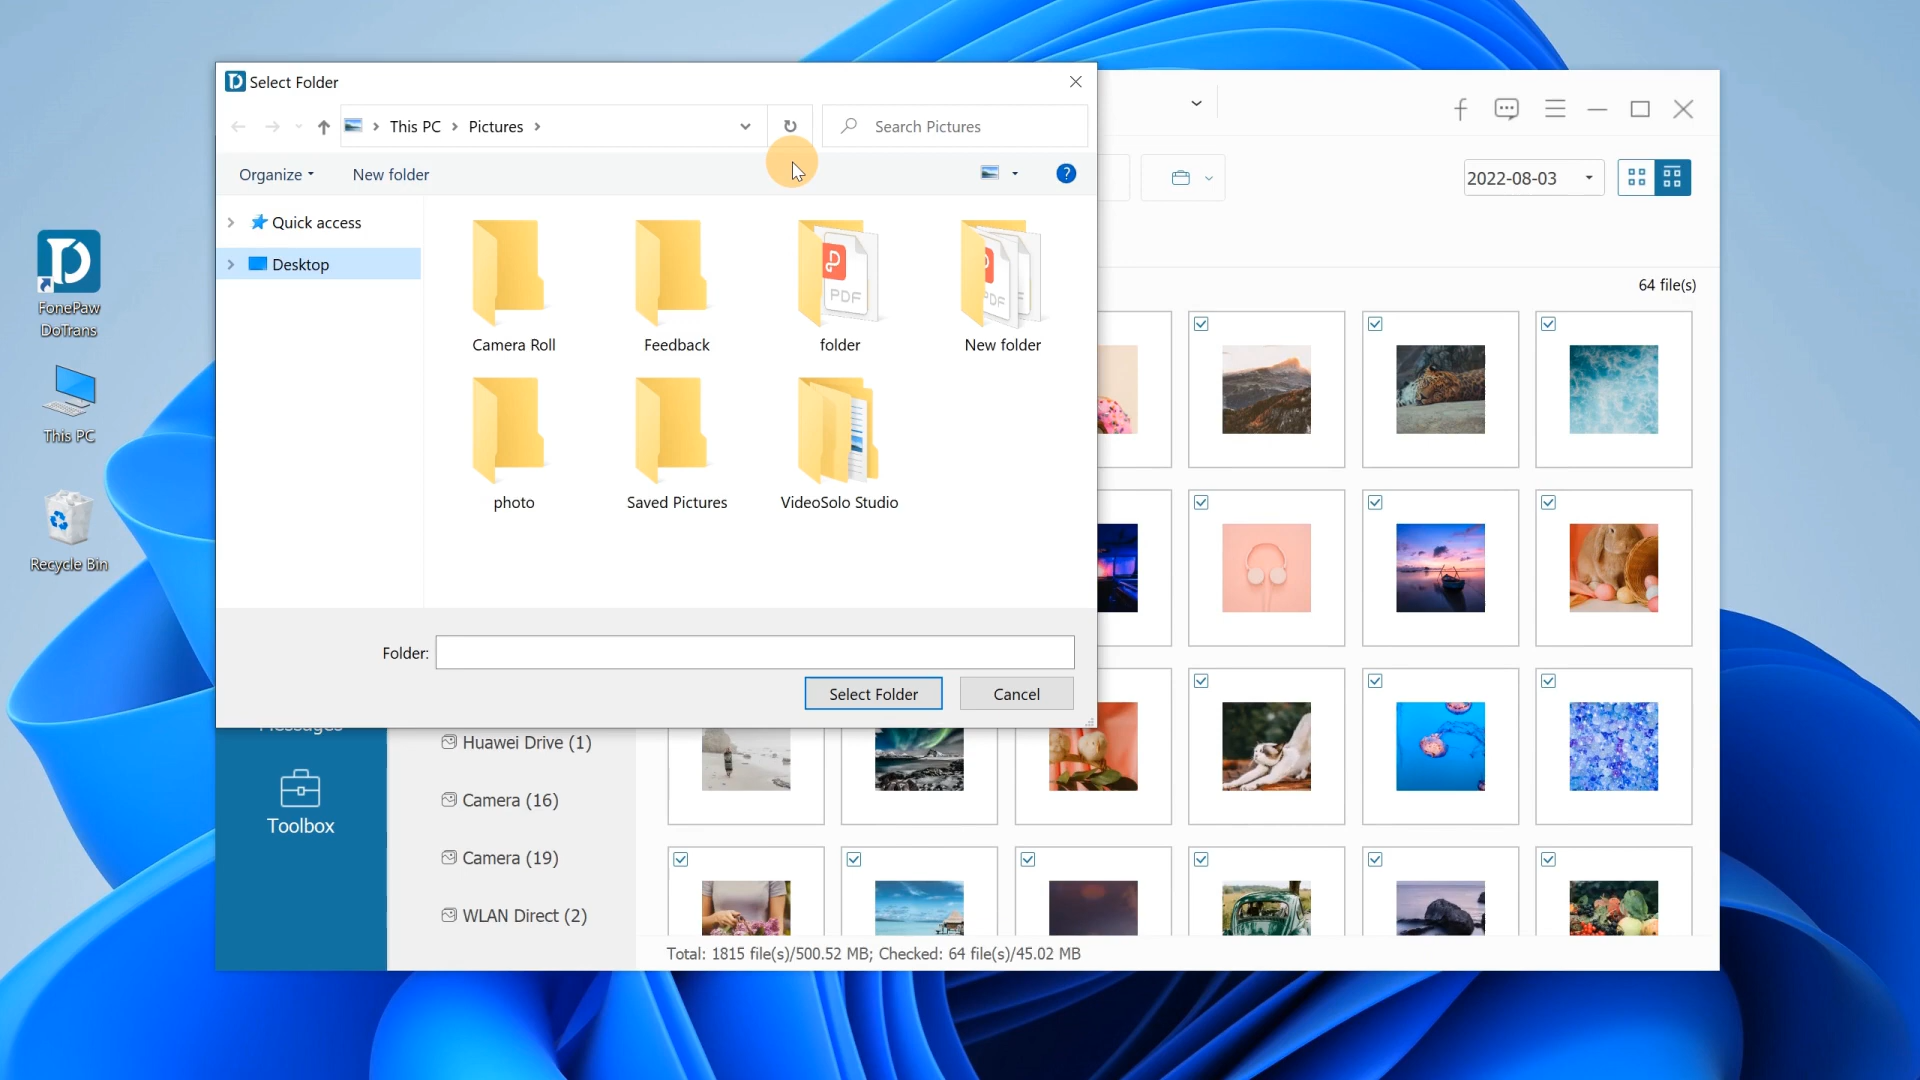 Select Folder
This PC
Pictures
Search Pictures
Organize
New folder
?
2022-08-03
Quick access
Desktop
64 file(s)
Camera Roll
Feedback
folder
New folder
PDF
PDF
photo
Saved Pictures
VideoSolo Studio
Folder:
Select Folder
Cancel
FonePaw
DoTrans
This PC
Recycle Bin
Messages
Toolbox
Huawei Drive (1)
Camera (16)
Camera (19)
WLAN Direct (2)
Total: 1815 file(s)/500.52 MB; Checked: 64 file(s)/45.02 MB